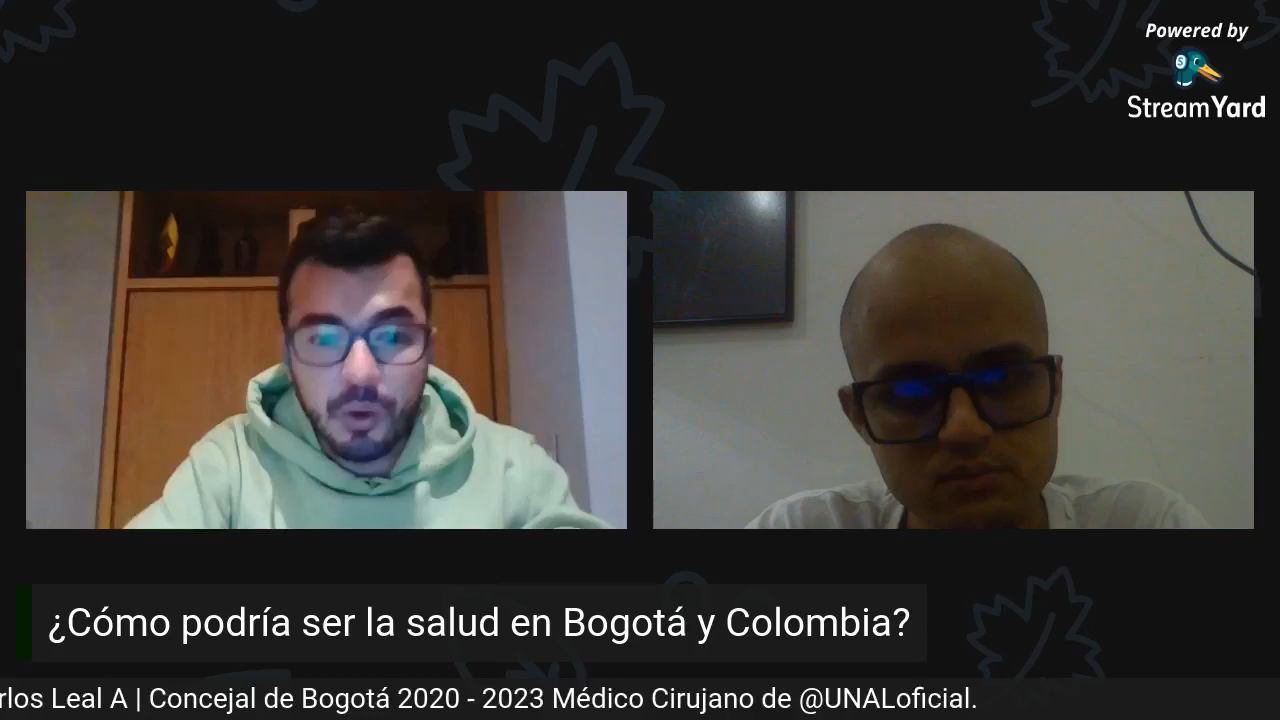 Powered by
StreamYard
¿Cómo podría ser la salud en Bogotá y Colombia?
rlos Leal A | Concejal de Bogotá 2020 - 2023 Médico Cirujano de @UNALoficial.